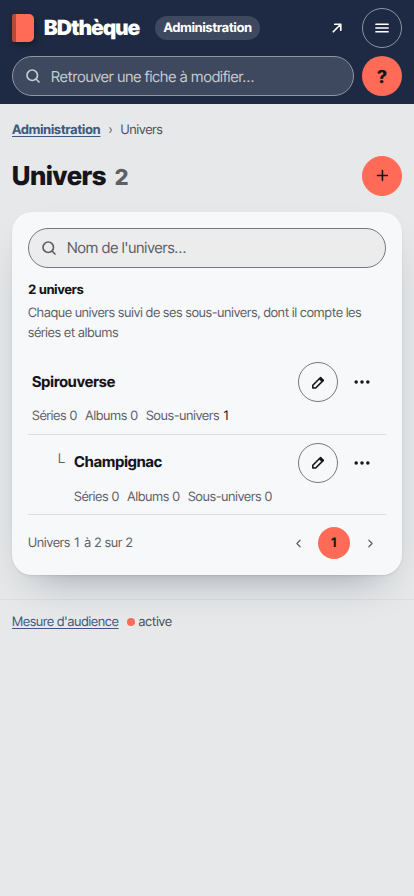 BDthèque Administration
Retrouver une fiche à modifier... ?
Administration › Univers
Univers 2 +
Nom de l'univers...
2 univers
Chaque univers suivi de ses sous-univers, dont il compte les
séries et albums
Spirouverse
Séries 0 Albums 0 Sous-univers 1
Champignac
Séries 0 Albums 0 Sous-univers 0
Univers 1 à 2 sur 2 ‹ 1 ›
Mesure d'audience active